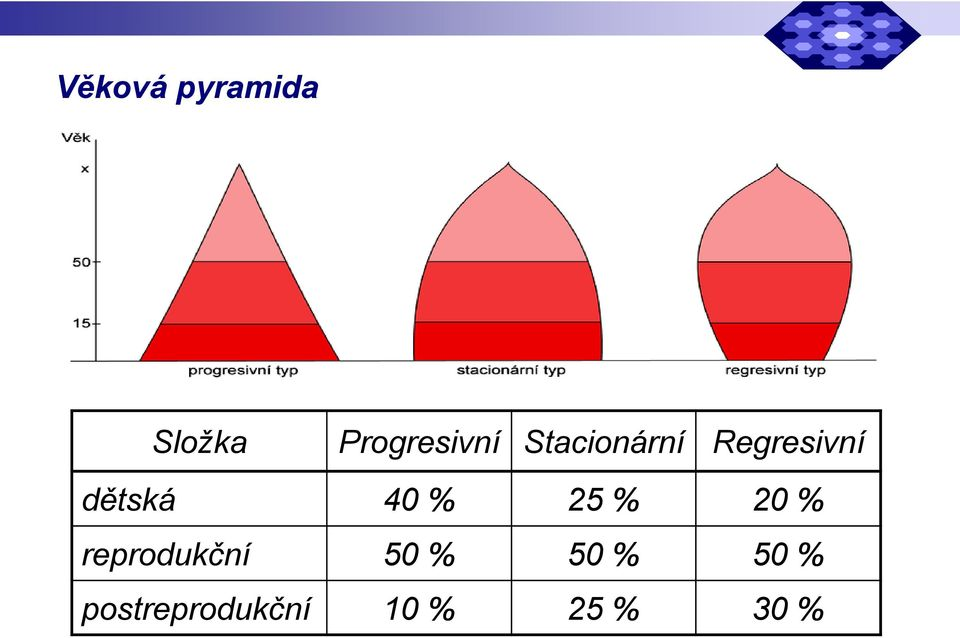 Věková pyramida
Věk
x
50
15
progresivní typ stacionární typ regresivní typ
Složka Progresivní Stacionární Regresivní
dětská 40 % 25 % 20 %
reprodukční 50 % 50 % 50 %
postreprodukční 10 % 25 % 30 %